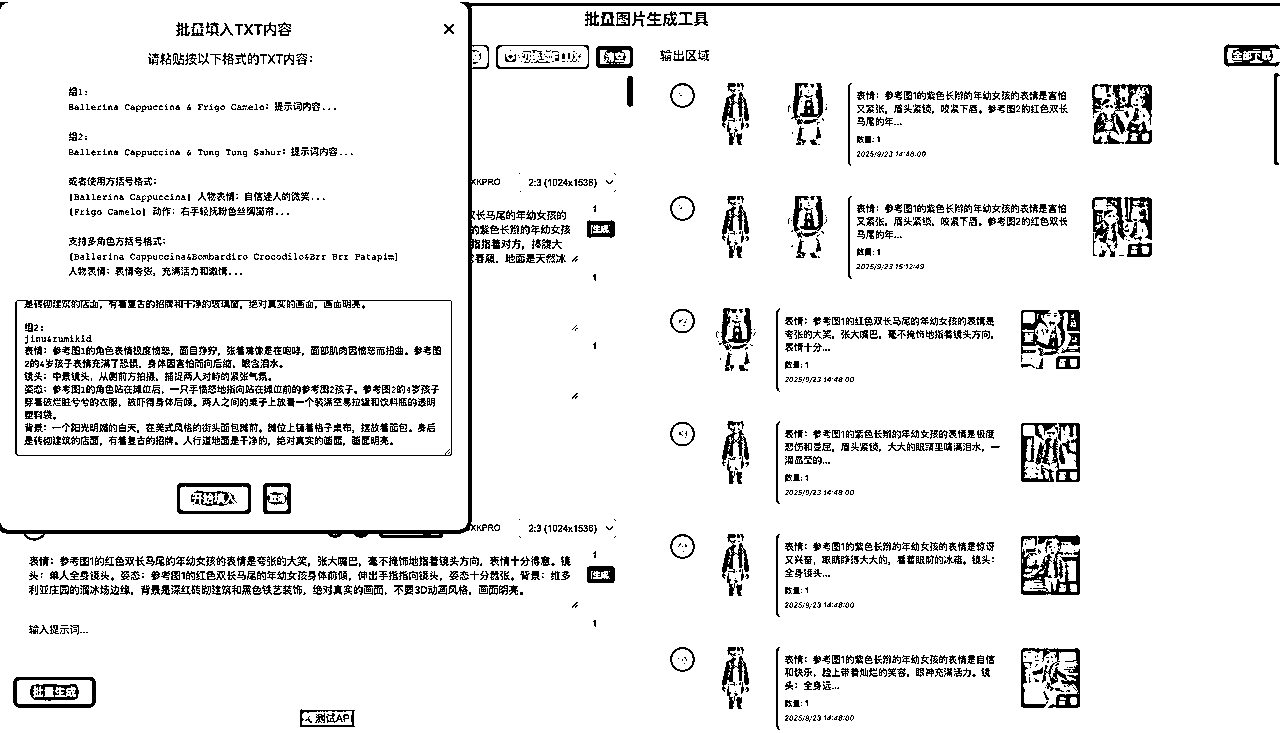 批量填入TXT内容
×
请粘贴按以下格式的TXT内容：
组1：
Ballerina Cappuccina & Frigo Camelo：提示词内容...
组2：
Ballerina Cappuccina & Tung Tung Sahur：提示词内容...
或者使用方括号格式：
[Ballerina Cappuccina] 人物表情：自信迷人的微笑...
[Frigo Camelo] 动作：右手轻抚粉色丝绸窗帘...
支持多角色方括号格式：
[Ballerina Cappuccina&Bombardiro Crocodilo&Brr Brr Patapim]
人物表情：表情夸张，充满活力和激情...
是砖砌建筑的店面，有着复古的招牌和干净的玻璃窗。绝对真实的画面，画面明亮。
组2：
jinu&rumikid
表情：参考图1的角色表情极度愤怒，面目狰狞，张着嘴像是在咆哮，面部肌肉因愤怒而扭曲。参考图
2的4岁孩子表情充满了恐惧，身体因害怕而向后缩，眼含泪水。
镜头：中景镜头，从侧前方拍摄，捕捉两人对峙的紧张气氛。
姿态：参考图1的角色站在摊位后，一只手愤怒地指向站在摊位前的参考图2孩子。参考图2的4岁孩子
穿着破烂脏兮兮的衣服，被吓得身体后倾。两人之间的桌子上放着一个装满空易拉罐和饮料瓶的透明
塑料袋。
背景：一个阳光明媚的白天，在美式风格的街头面包摊前。摊位上铺着格子桌布，摆放着面包。身后
是砖砌建筑的店面，有着复古的招牌。人行道地面是干净的，绝对真实的画面，画面明亮。
开始填入
批量图片生成工具
清空
XKPRO
2:3 (1024x1536)
1
双长马尾的年幼女孩的
的紫色长辫的年幼女孩
指指着对方，捧腹大
生成
1
1
XKPRO
2:3 (1024x1536)
表情：参考图1的红色双长马尾的年幼女孩的表情是夸张的大笑，张大嘴巴，毫不掩饰地指着镜头方向，表情十分得意。镜
头：单人全身镜头。姿态：参考图1的红色双长马尾的年幼女孩身体前倾，伸出手指指向镜头，姿态十分嚣张。背景：维多
利亚庄园的溜冰场边缘，背景是深红砖砌建筑和黑色铁艺装饰，绝对真实的画面，不要3D动画风格，画面明亮。
1
生成
输入提示词...
1
批量生成
测试API
输出区域
全部下载
表情：参考图1的紫色长辫的年幼女孩的表情是害怕
又紧张，眉头紧锁，咬紧下唇。参考图2的红色双长
马尾的年...
数量：1
2025/9/23 14:48:00
表情：参考图1的紫色长辫的年幼女孩的表情是害怕
又紧张，眉头紧锁，咬紧下唇。参考图2的红色双长
马尾的年...
数量：1
2025/9/23 15:12:49
表情：参考图1的红色双长马尾的年幼女孩的表情是
夸张的大笑，张大嘴巴，毫不掩饰地指着镜头方向，
表情十分...
数量：1
2025/9/23 14:48:00
表情：参考图1的紫色长辫的年幼女孩的表情是极度
悲伤和委屈，眉头紧锁，大大的眼睛里噙满泪水，一
滴晶莹的...
数量：1
2025/9/23 14:48:00
表情：参考图1的紫色长辫的年幼女孩的表情是惊讶
又兴奋，眼睛睁得大大的，看着眼前的冰箱。镜头：
全身镜头...
数量：1
2025/9/23 14:48:00
表情：参考图1的紫色长辫的年幼女孩的表情是自信
和快乐，脸上带着灿烂的笑容，眼神充满活力。镜
头：全身远...
数量：1
2025/9/23 14:48:00